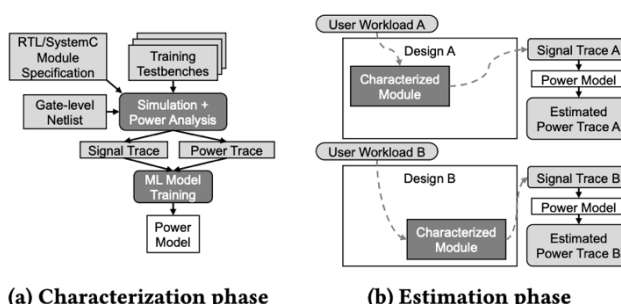 RTL/SystemC
Module
Specification
Training
Testbenches
Gate-level
Netlist
Simulation +
Power Analysis
Signal Trace
Power Trace
ML Model
Training
Power
Model
(a) Characterization phase
User Workload A
Design A
Characterized
Module
Signal Trace A
Power Model
Estimated
Power Trace A
User Workload B
Design B
Characterized
Module
Signal Trace B
Power Model
Estimated
Power Trace B
(b) Estimation phase